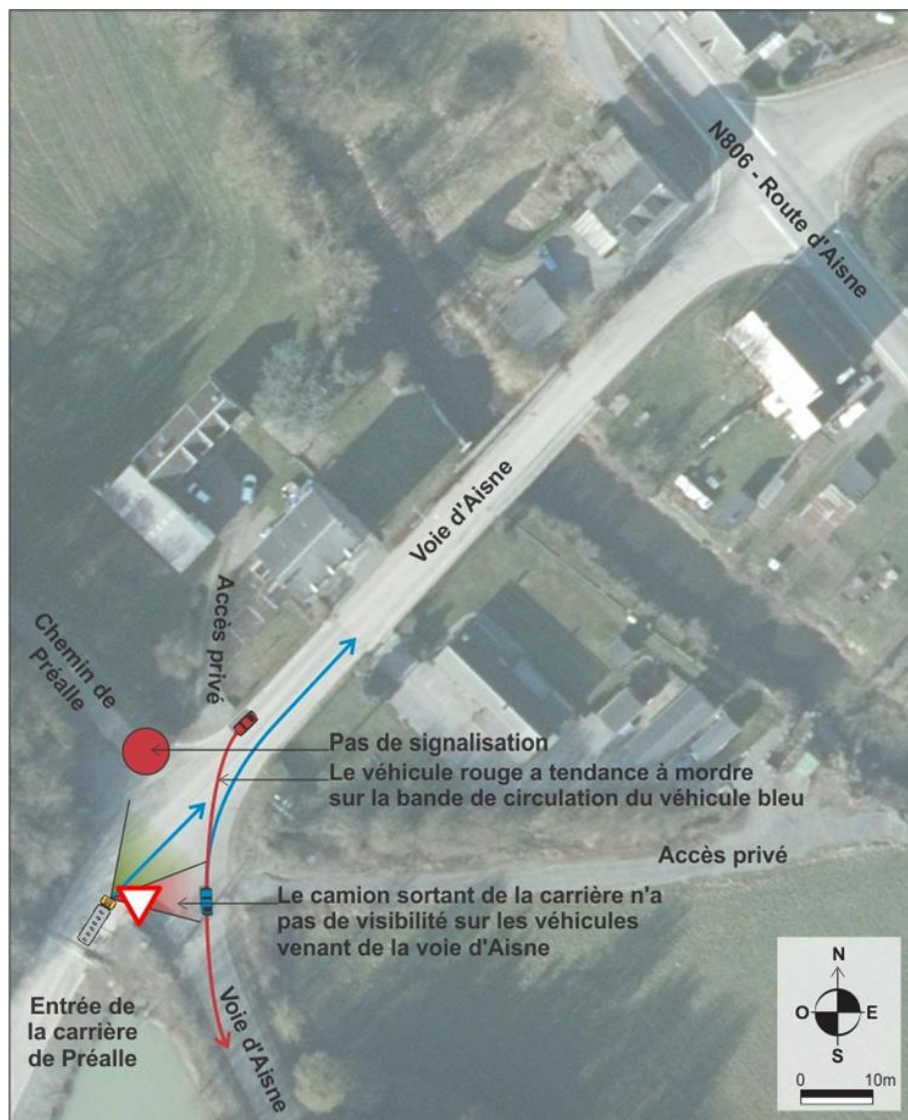 N806 - Route d'Aisne
Voie d'Aisne
Accès privé
Chemin de
Préalle
Pas de signalisation
Le véhicule rouge a tendance à mordre
sur la bande de circulation du véhicule bleu
Accès privé
Le camion sortant de la carrière n'a
pas de visibilité sur les véhicules
venant de la voie d'Aisne
Entrée de
la carrière
de Préalle
Voie d'Aisne
N
O
E
S
0
10m